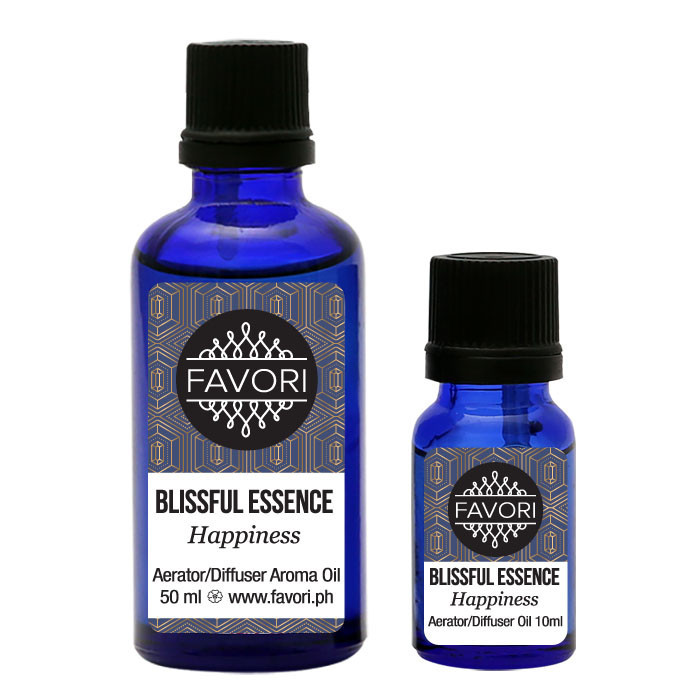 FAVORI
BLISSFUL ESSENCE
Happiness
Aerator/Diffuser Aroma Oil
50 ml www.favori.ph
FAVORI
BLISSFUL ESSENCE
Happiness
Aerator/Diffuser Oil 10ml